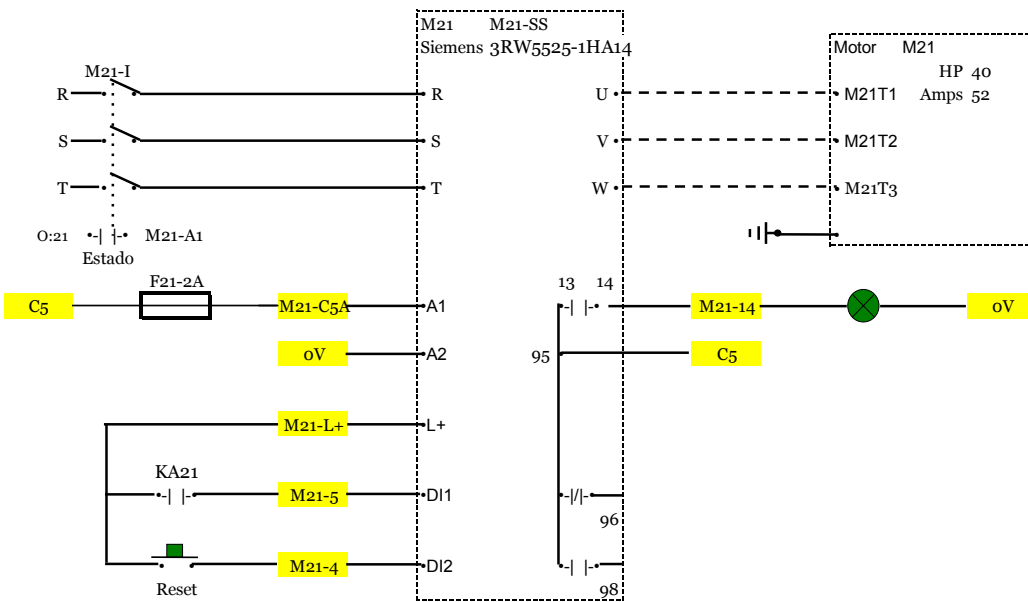 M21 M21-SS
Siemens 3RW5525-1HA14
Motor M21
HP 40
Amps 52
M21-I
R R U M21T1
S S V M21T2
T T W M21T3
O:21 M21-A1
Estado
F21-2A
13 14
C5 M21-C5A A1 M21-14 0V
0V A2 95 C5
M21-L+ L+
KA21
M21-5 DI1
96
M21-4 DI2
Reset 98